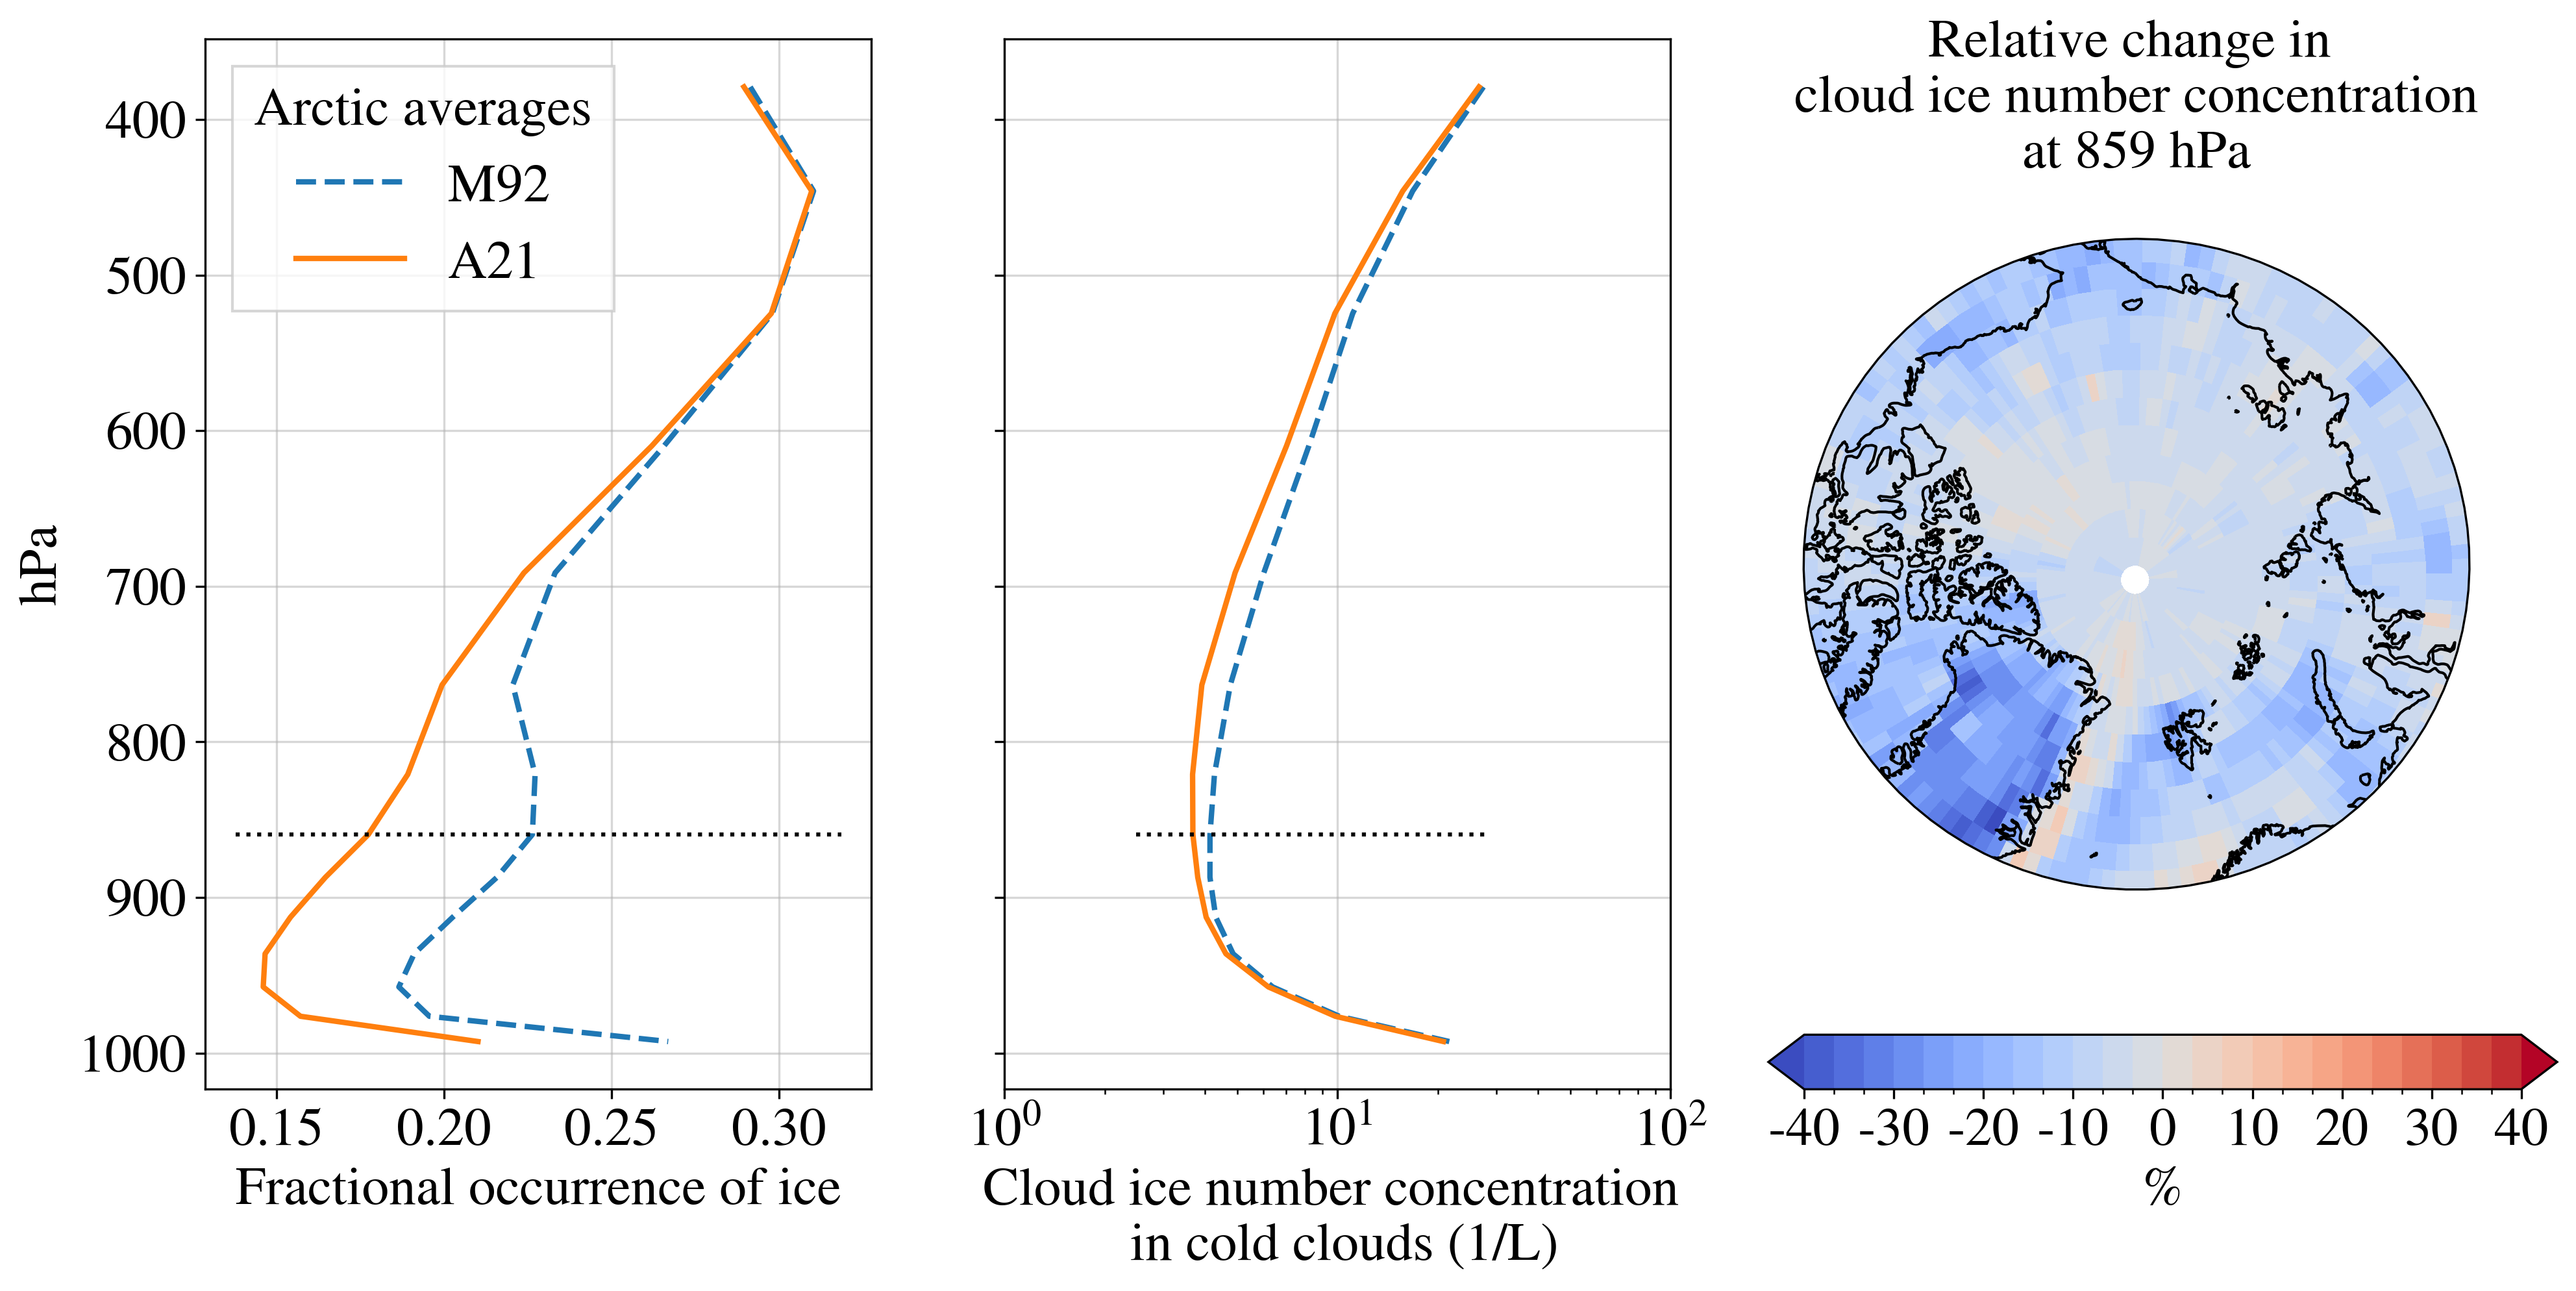 Arctic averages
M92
A21
400
500
600
700
800
900
1000
hPa
0.15 0.20 0.25 0.30
Fractional occurrence of ice
10⁰ 10¹ 10²
Cloud ice number concentration
in cold clouds (1/L)
Relative change in
cloud ice number concentration
at 859 hPa
-40 -30 -20 -10 0 10 20 30 40
%